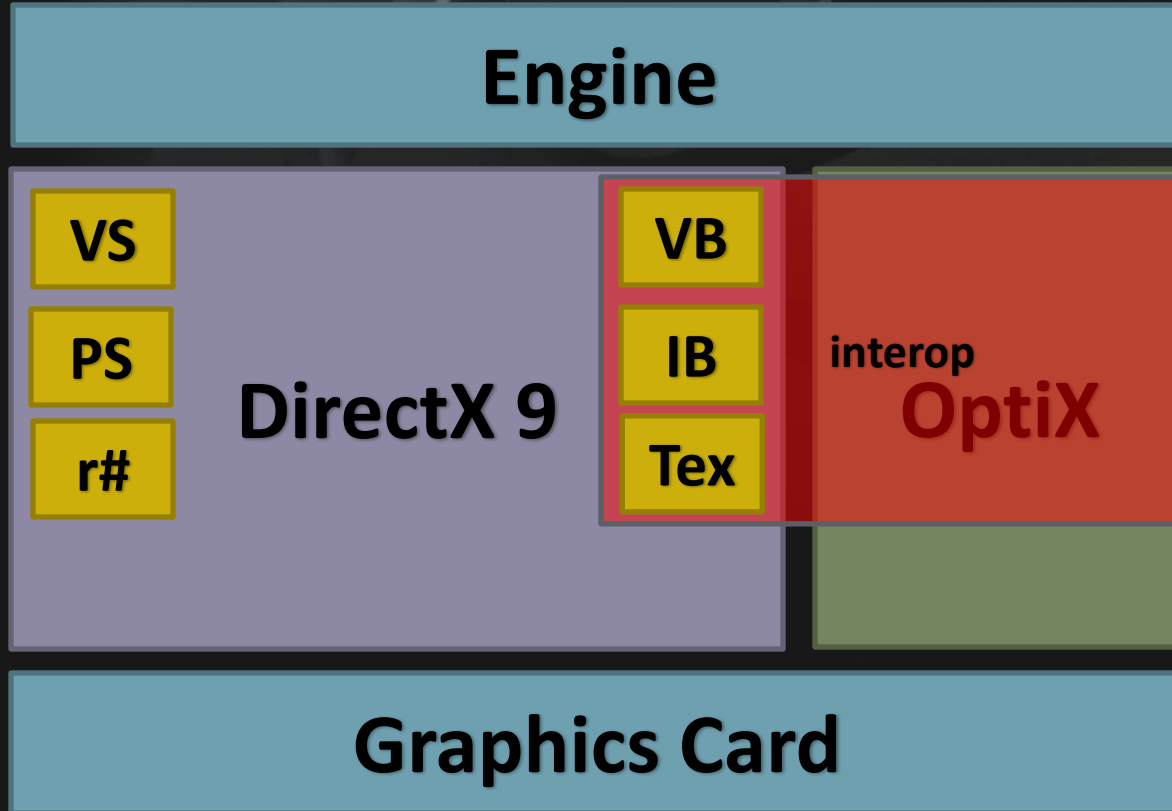 Engine
VS
PS
r#
DirectX 9
VB
IB
Tex
interop
OptiX
Graphics Card